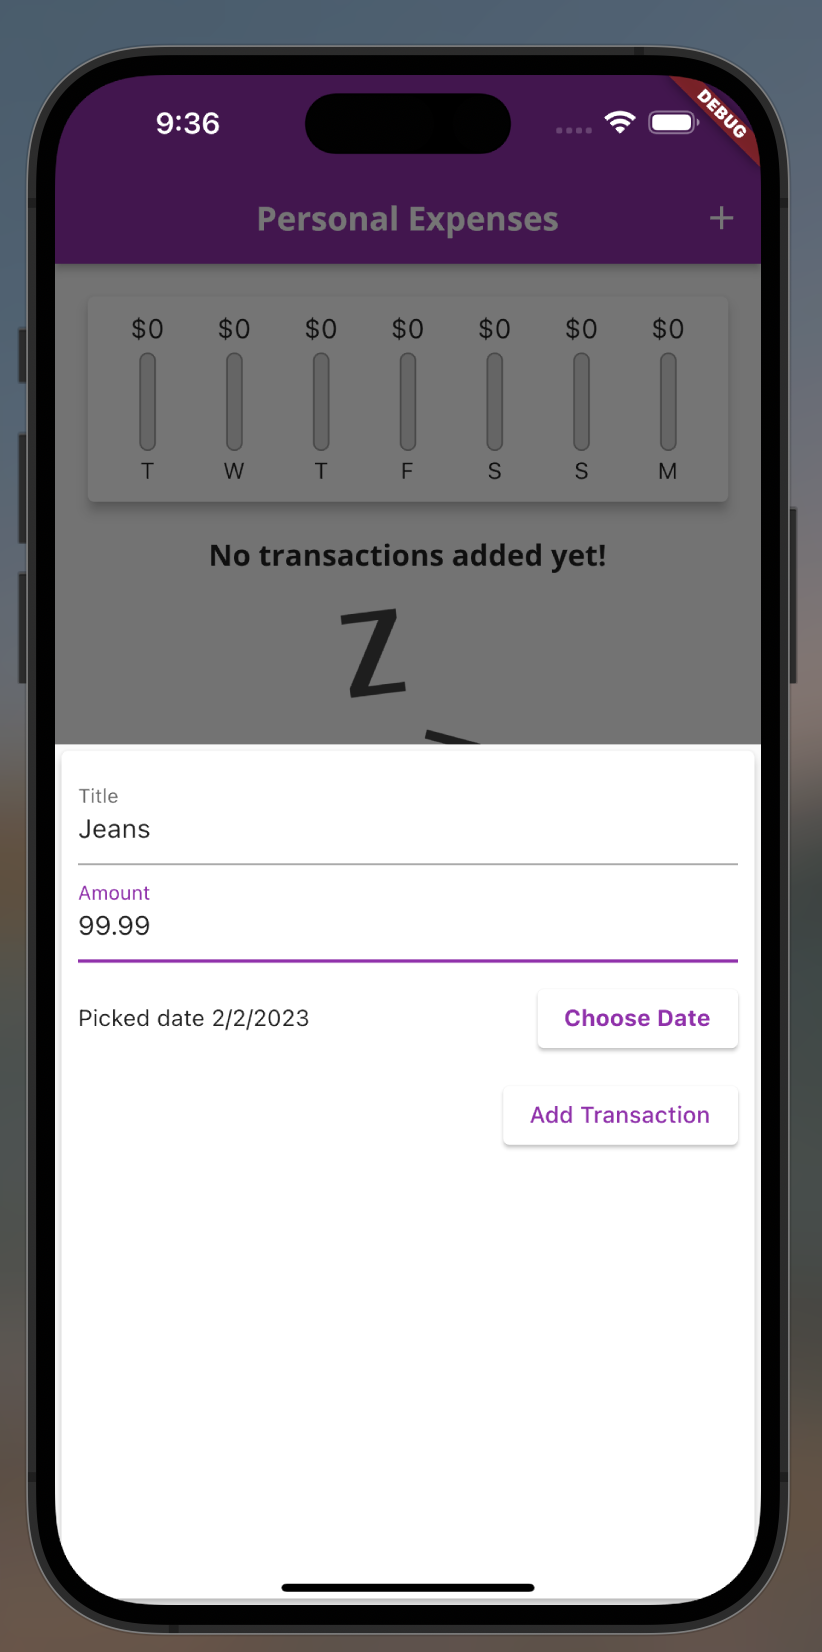 9:36
DEBUG
Personal Expenses +
$0 $0 $0 $0 $0 $0 $0
T W T F S S M
No transactions added yet!
Z
Title
Jeans
Amount
99.99
Picked date 2/2/2023 Choose Date
Add Transaction